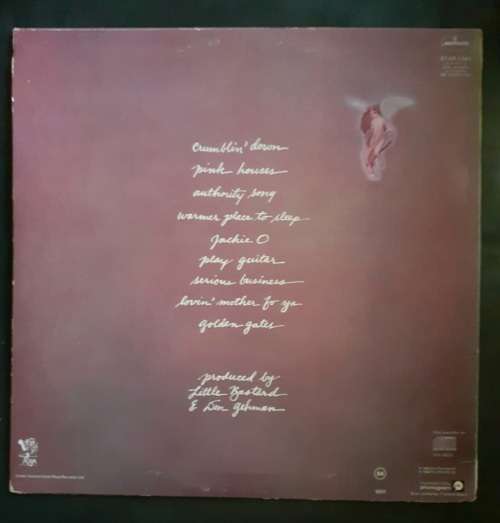 Crumblin' down
pink houses
authority song
warmer place to sleep
Jackie O
play guitar
serious business
lovin' mother fo ya
golden gates
produced by
Little Bastard
& Don Gehman